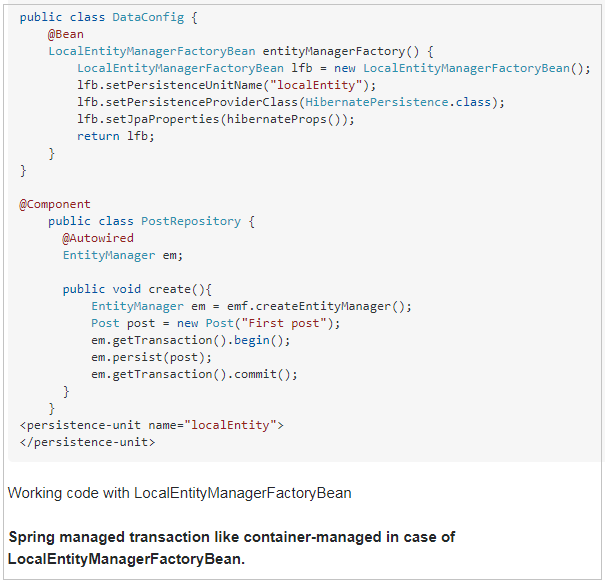 public class DataConfig {
@Bean
LocalEntityManagerFactoryBean entityManagerFactory() {
LocalEntityManagerFactoryBean lfb = new LocalEntityManagerFactoryBean();
lfb.setPersistenceUnitName("localEntity");
lfb.setPersistenceProviderClass(HibernatePersistence.class);
lfb.setJpaProperties(hibernateProps());
return lfb;
}
}
@Component
public class PostRepository {
@Autowired
EntityManager em;
public void create(){
EntityManager em = emf.createEntityManager();
Post post = new Post("First post");
em.getTransaction().begin();
em.persist(post);
em.getTransaction().commit();
}
}
<persistence-unit name="localEntity">
</persistence-unit>
Working code with LocalEntityManagerFactoryBean
Spring managed transaction like container-managed in case of
LocalEntityManagerFactoryBean.